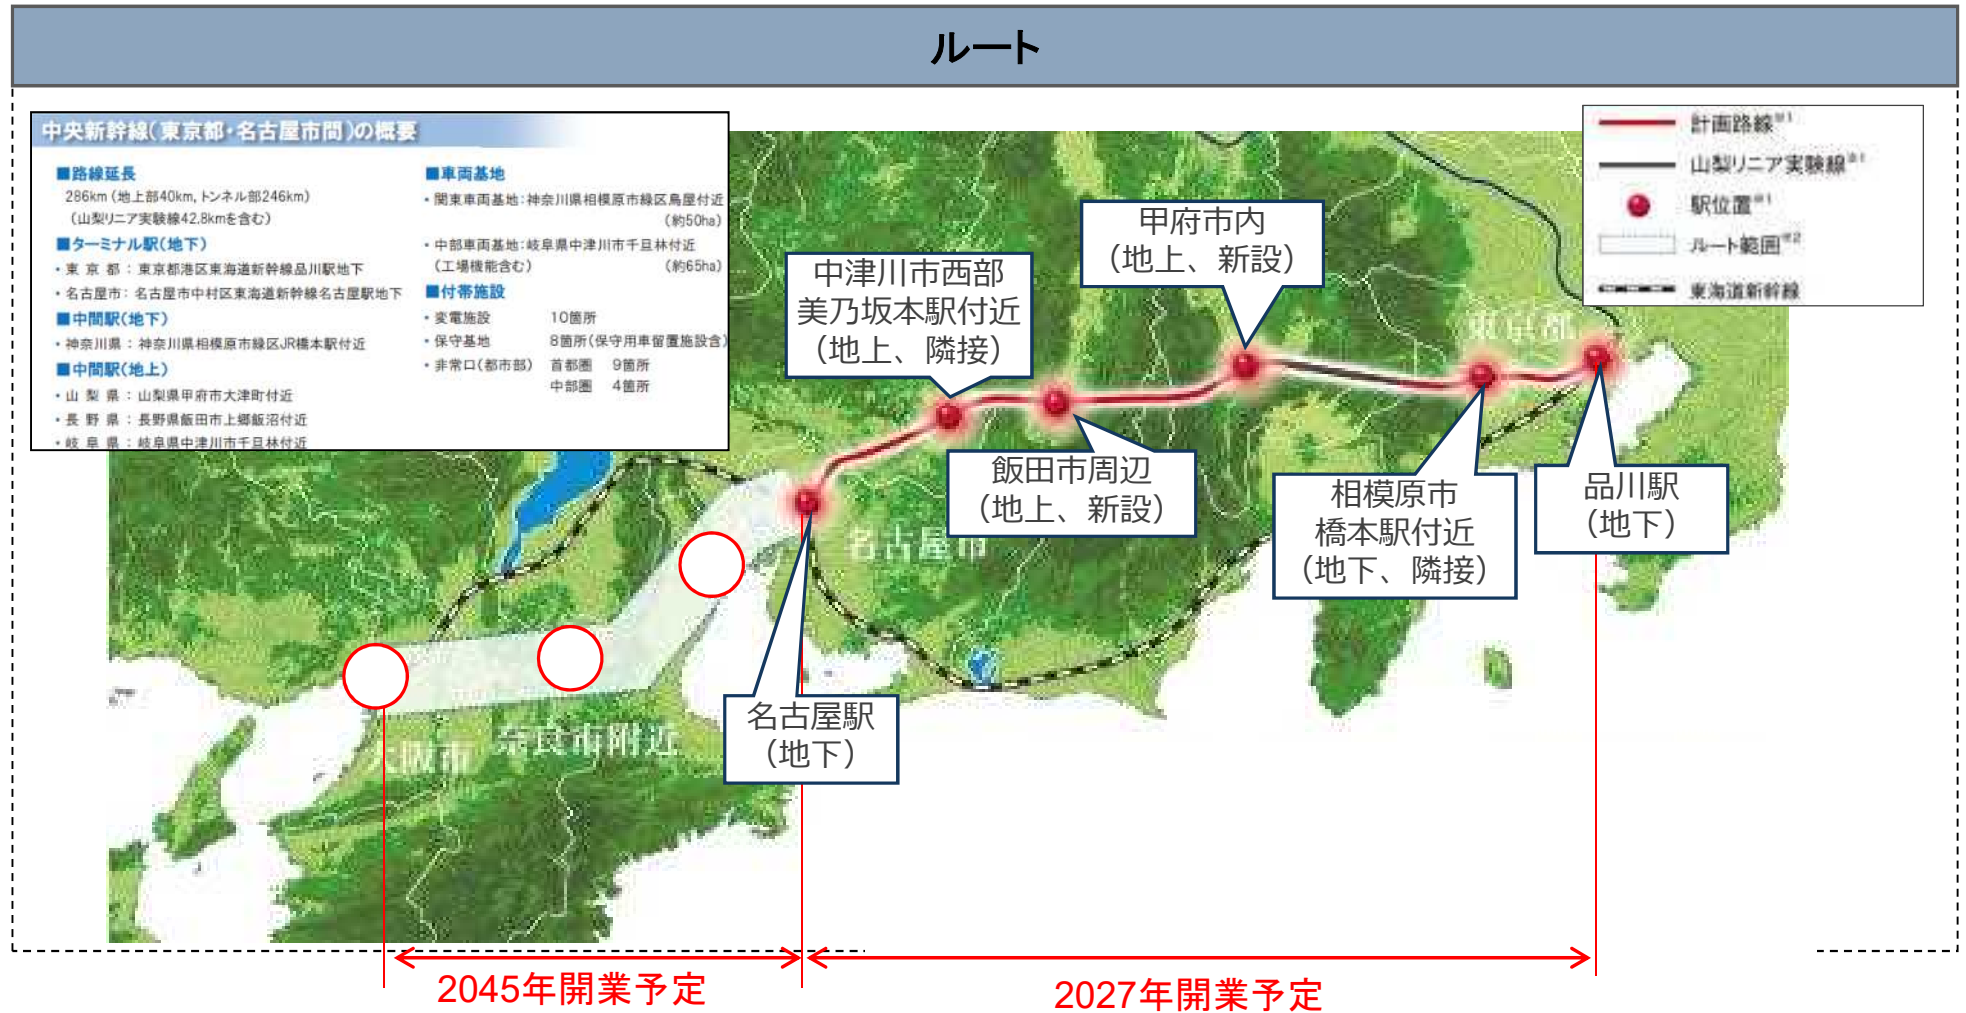 ルート
中央新幹線(東京都・名古屋市間)の概要
■路線延長
286km(地上部40km,トンネル部246km)
(山梨リニア実験線42.8kmを含む)
■ターミナル駅(地下)
・東京都：東京都港区東海道新幹線品川駅地下
・名古屋市：名古屋市中村区東海道新幹線名古屋駅地下
■中間駅(地下)
・神奈川県：神奈川県相模原市緑区JR橋本駅付近
■中間駅(地上)
・山梨県：山梨県甲府市大津町付近
・長野県：長野県飯田市上郷飯沼付近
・岐阜県：岐阜県中津川市千旦林付近
■車両基地
・関東車両基地：神奈川県相模原市緑区鳥屋付近
(約50ha)
・中部車両基地：岐阜県中津川市千旦林付近
(工場機能含む) (約65ha)
■付帯施設
・変電施設 10箇所
・保守基地 8箇所(保守用車留置施設含)
・非常口(都市部) 首都圏 9箇所
中部圏 4箇所
計画路線※1
山梨リニア実験線※1
駅位置※1
ルート範囲※2
東海道新幹線
甲府市内
（地上、新設）
中津川市西部
美乃坂本駅付近
（地上、隣接）
東京都
飯田市周辺
（地上、新設）
相模原市
橋本駅付近
（地下、隣接）
品川駅
（地下）
名古屋市
名古屋駅
（地下）
奈良市附近
大阪市
2045年開業予定
2027年開業予定